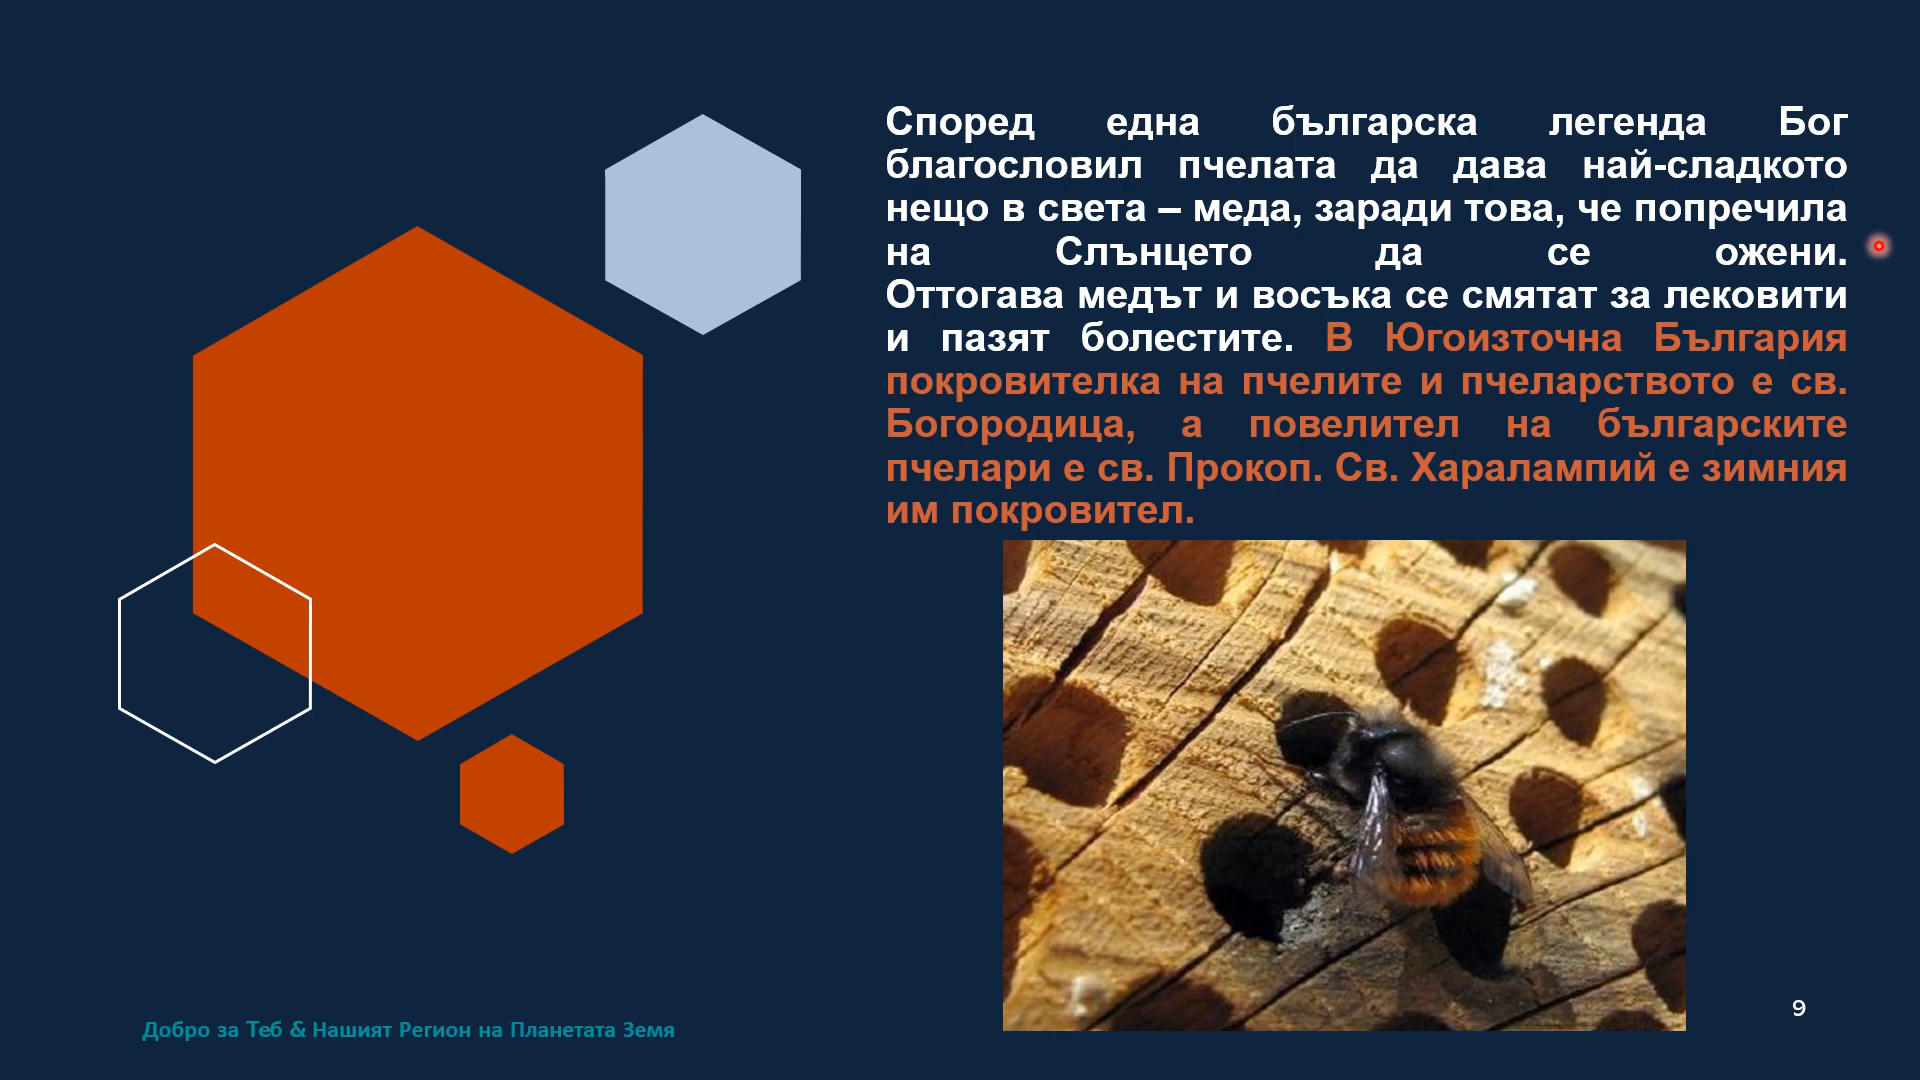 Според една българска легенда Бог
благословил пчелата да дава най-сладкото
нещо в света – меда, заради това, че попречила
на Слънцето да се ожени.
Оттогава медът и восъка се смятат за лековити
и пазят болестите. В Югоизточна България
покровителка на пчелите и пчеларството е св.
Богородица, а повелител на българските
пчелари е св. Прокоп. Св. Харалампий е зимния
им покровител.
9
Добро за Теб & Нашият Регион на Планетата Земя